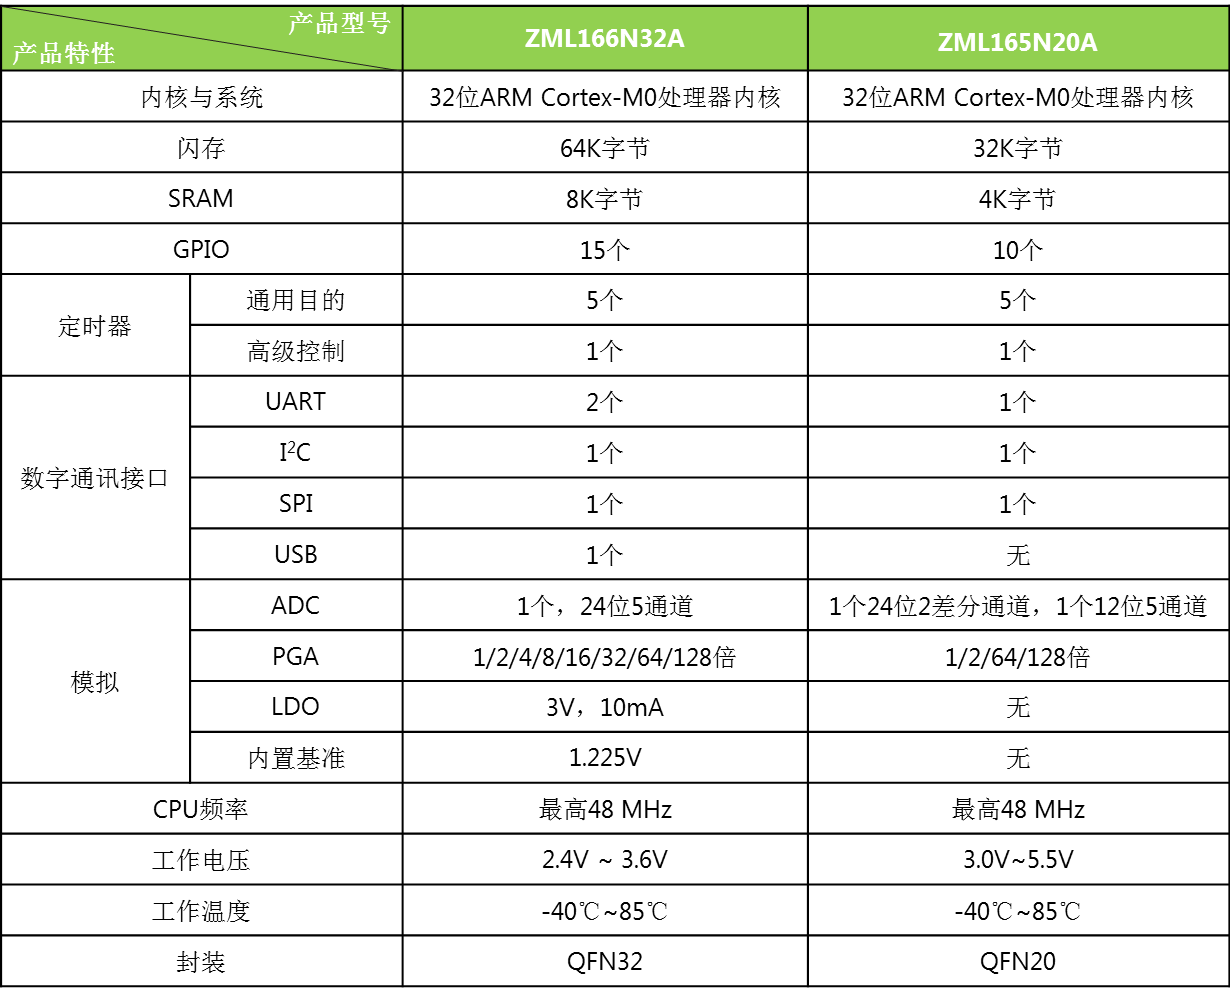 产品型号 ZML166N32A ZML165N20A
产品特性
内核与系统 32位ARM Cortex-M0处理器内核 32位ARM Cortex-M0处理器内核
闪存 64K字节 32K字节
SRAM 8K字节 4K字节
GPIO 15个 10个
定时器 通用目的 5个 5个
高级控制 1个 1个
数字通讯接口 UART 2个 1个
I²C 1个 1个
SPI 1个 1个
USB 1个 无
模拟 ADC 1个，24位5通道 1个24位2差分通道，1个12位5通道
PGA 1/2/4/8/16/32/64/128倍 1/2/64/128倍
LDO 3V，10mA 无
内置基准 1.225V 无
CPU频率 最高48 MHz 最高48 MHz
工作电压 2.4V ~ 3.6V 3.0V~5.5V
工作温度 -40℃~85℃ -40℃~85℃
封装 QFN32 QFN20